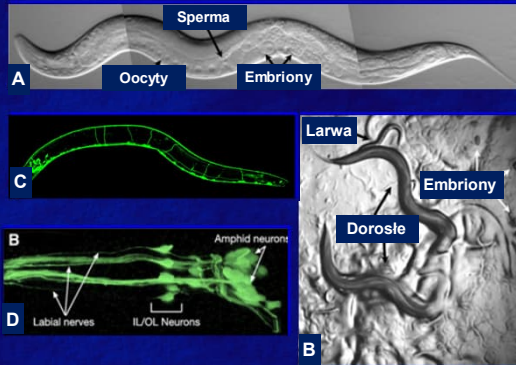 Sperma
A
Oocyty
Embriony
C
Larwa
Embriony
Dorosłe
B
Amphid neurons
Labial nerves
IL/OL Neurons
D
B